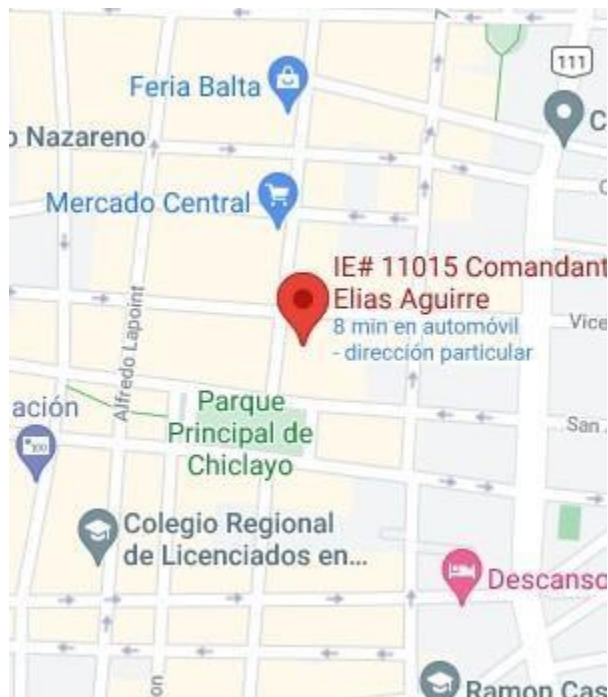 111
Feria Balta
C
o Nazareno
Mercado Central
IE# 11015 Comandant
Elias Aguirre
8 min en automóvil
- dirección particular
Vice
Alfredo Lapoint
Parque
Principal de
Chiclayo
ación
San
Colegio Regional
de Licenciados en...
Descanso
on
Ramon Cas